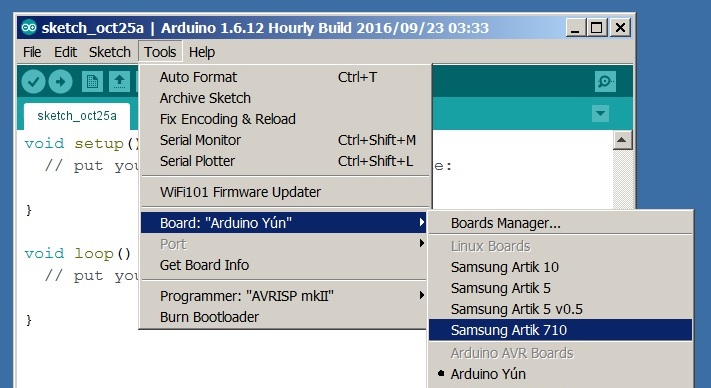 sketch_oct25a | Arduino 1.6.12 Hourly Build 2016/09/23 03:33
File Edit Sketch Tools Help
sketch_oct25a
Auto Format Ctrl+T
Archive Sketch
Fix Encoding & Reload
Serial Monitor Ctrl+Shift+M
Serial Plotter Ctrl+Shift+L
WiFi101 Firmware Updater
Board: "Arduino Yún"
Port
Get Board Info
Programmer: "AVRISP mkII"
Burn Bootloader
Boards Manager...
Linux Boards
Samsung Artik 10
Samsung Artik 5
Samsung Artik 5 v0.5
Samsung Artik 710
Arduino AVR Boards
Arduino Yún
void setup()
// put you e:
}
void loop()
// put you
}